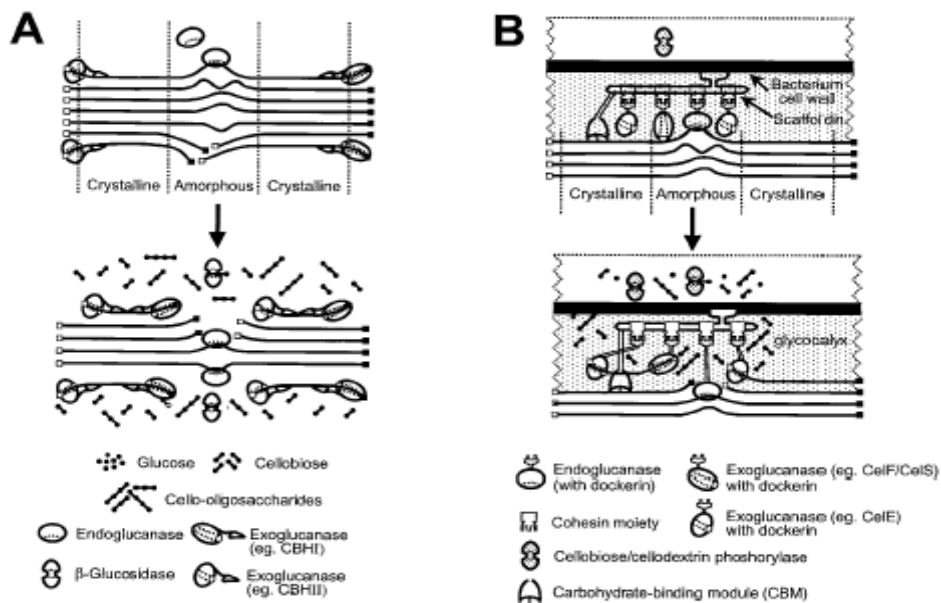 A
Crystalline
Amorphous
Crystalline
Glucose
Cellobiose
Cello-oligosaccharides
Endoglucanase
Exoglucanase
(eg. CBHI)
β-Glucosidase
Exoglucanase
(eg. CBHII)
B
Bacterium
cell wall
Scaffoldin
Crystalline
Amorphous
Crystalline
glycocalyx
Endoglucanase
(with dockerin)
Exoglucanase (eg. CelF/CelS)
with dockerin
Cohesin moiety
Exoglucanase (eg. CelE)
with dockerin
Cellobiose/cellodextrin phoshorylase
Carbohydrate-binding module (CBM)